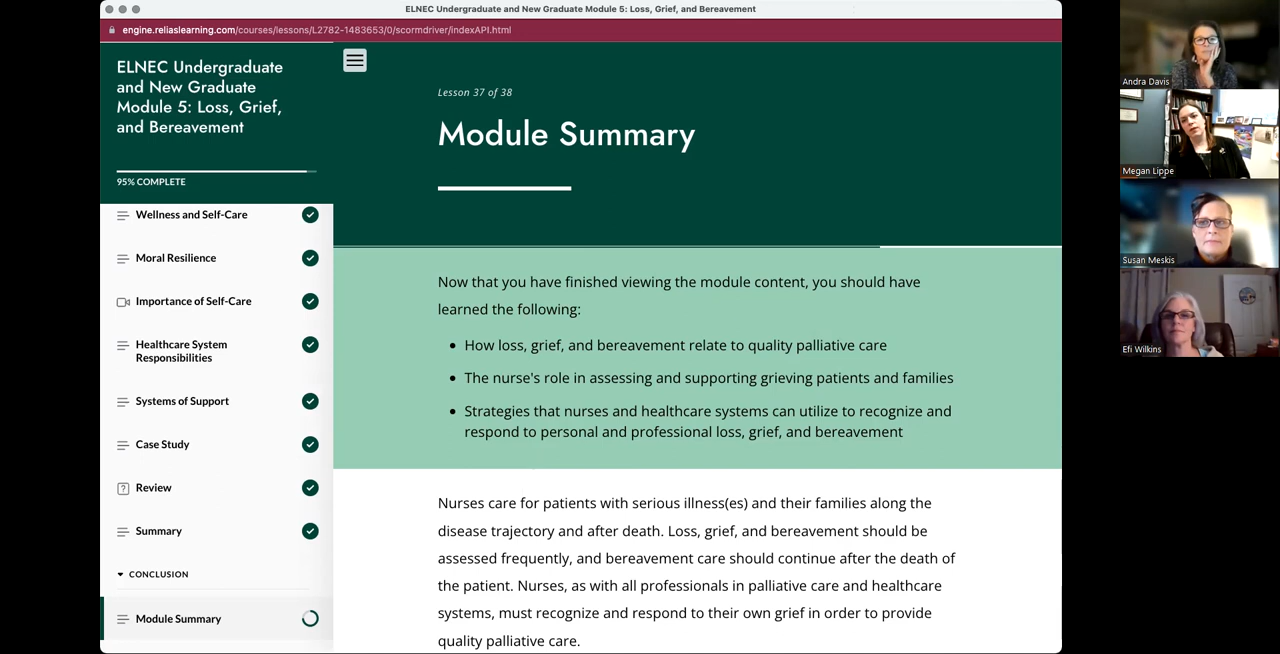 ELNEC Undergraduate and New Graduate Module 5: Loss, Grief, and Bereavement
engine.reliaslearning.com/courses/lessons/L2782-1483653/0/scormdriver/indexAPI.html
ELNEC Undergraduate
and New Graduate
Module 5: Loss, Grief,
and Bereavement
95% COMPLETE
Wellness and Self-Care
Moral Resilience
Importance of Self-Care
Healthcare System
Responsibilities
Systems of Support
Case Study
Review
Summary
CONCLUSION
Module Summary
Lesson 37 of 38
Module Summary
Now that you have finished viewing the module content, you should have
learned the following:
• How loss, grief, and bereavement relate to quality palliative care
• The nurse's role in assessing and supporting grieving patients and families
• Strategies that nurses and healthcare systems can utilize to recognize and
respond to personal and professional loss, grief, and bereavement
Nurses care for patients with serious illness(es) and their families along the
disease trajectory and after death. Loss, grief, and bereavement should be
assessed frequently, and bereavement care should continue after the death of
the patient. Nurses, as with all professionals in palliative care and healthcare
systems, must recognize and respond to their own grief in order to provide
quality palliative care.
Andra Davis
Megan Lippe
Susan Meskis
Efi Wilkins